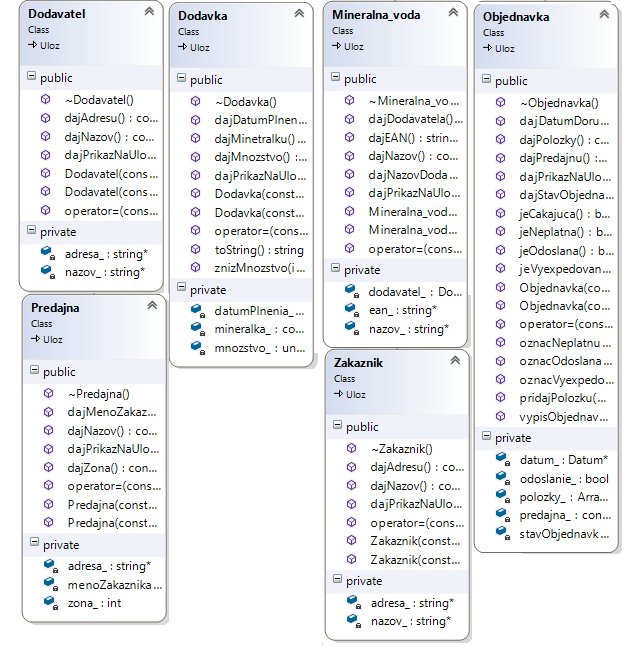 Dodavatel
Class
Uloz
public
~Dodavatel()
dajAdresu() : co...
dajNazov() : co...
dajPrikazNaUlo...
Dodavatel(cons...
Dodavatel(cons...
operator=(cons...
private
adresa_ : string*
nazov_ : string*
Predajna
Class
Uloz
public
~Predajna()
dajMenoZakaz...
dajNazov() : co...
dajPrikazNaUlo...
dajZona() : con...
operator=(cons...
Predajna(const...
Predajna(const...
private
adresa_ : string*
menoZakaznika...
zona_ : int
Dodavka
Class
Uloz
public
~Dodavka()
dajDatumPlnen...
dajMinetralku() ...
dajMnozstvo() :...
dajPrikazNaUlo...
Dodavka(const...
Dodavka(const...
operator=(cons...
toString() : string
znizMnozstvo(i...
private
datumPlnenia_ ...
mineralka_ : co...
mnozstvo_ : un...
Mineralna_voda
Class
Uloz
public
~Mineralna_vo...
dajDodavatela()...
dajEAN() : strin...
dajNazov() : co...
dajNazovDoda...
dajPrikazNaUlo...
Mineralna_vod...
Mineralna_vod...
operator=(cons...
private
dodavatel_ : Do...
ean_ : string*
nazov_ : string*
Zakaznik
Class
Uloz
public
~Zakaznik()
dajAdresu() : co...
dajNazov() : co...
dajPrikazNaUlo...
operator=(cons...
Zakaznik(const...
Zakaznik(const...
private
adresa_ : string*
nazov_ : string*
Objednavka
Class
Uloz
public
~Objednavka()
dajDatumDoru...
dajPolozky() : c...
dajPredajnu() :...
dajPrikazNaUlo...
dajStavObjedna...
jeCakajuca() : b...
jeNeplatna() : b...
jeOdoslana() : b...
jeVyexpedovan...
Objednavka(co...
Objednavka(co...
operator=(cons...
oznacNeplatnu...
oznacOdoslana...
oznacVyexpedo...
pridajPolozku(...
vypisObjednav...
private
datum_ : Datum*
odoslanie_ : bool
polozky_ : Arra...
predajna_ : con...
stavObjednavk...